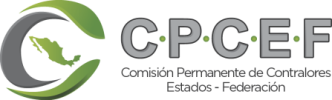 C·P·C·E·F
Comisión Permanente de Contralores
Estados - Federación